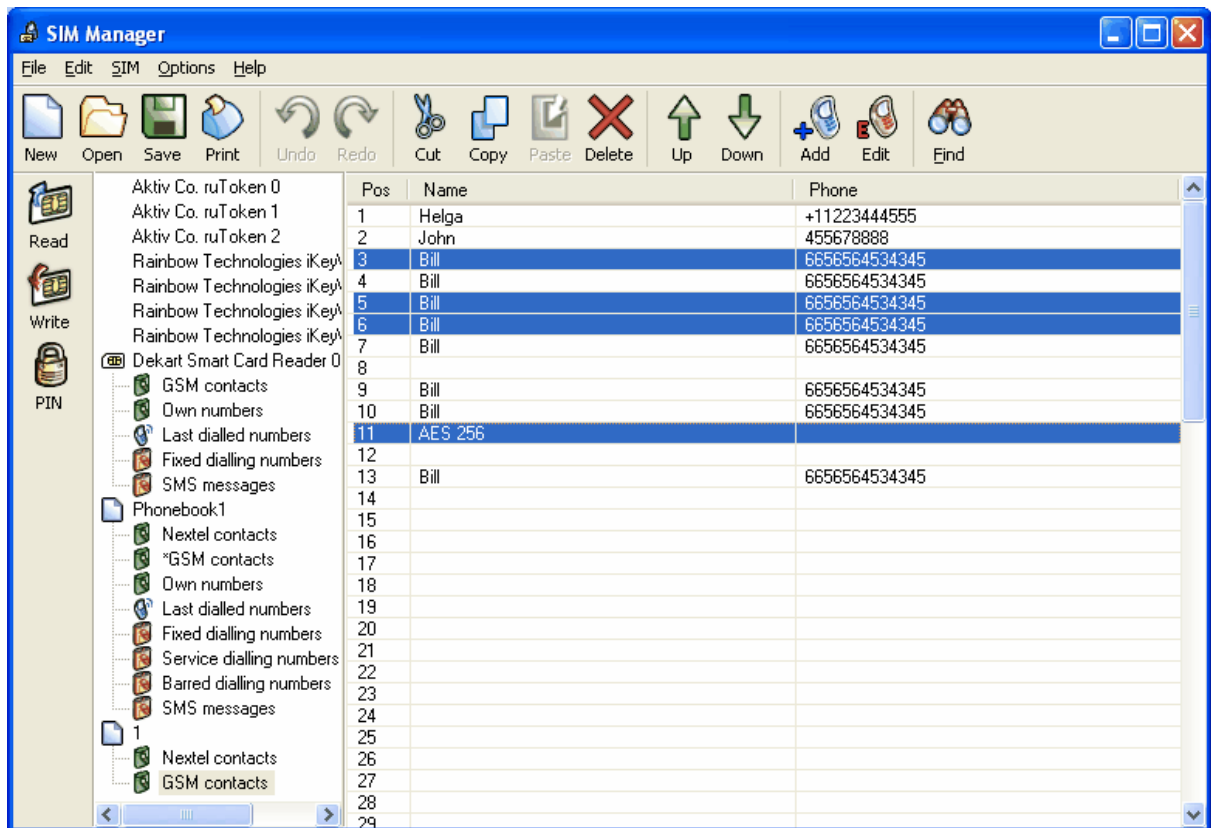 SIM Manager
File Edit SIM Options Help
New Open Save Print Undo Redo Cut Copy Paste Delete Up Down Add Edit Find
Read
Write
PIN
Aktiv Co. ruToken 0
Aktiv Co. ruToken 1
Aktiv Co. ruToken 2
Rainbow Technologies iKeyV
Rainbow Technologies iKeyV
Rainbow Technologies iKeyV
Rainbow Technologies iKeyV
Dekart Smart Card Reader 0
GSM contacts
Own numbers
Last dialled numbers
Fixed dialling numbers
SMS messages
Phonebook1
Nextel contacts
*GSM contacts
Own numbers
Last dialled numbers
Fixed dialling numbers
Service dialling numbers
Barred dialling numbers
SMS messages
1
Nextel contacts
GSM contacts
Pos Name Phone
1 Helga +11223444555
2 John 455678888
3 Bill 6656564534345
4 Bill 6656564534345
5 Bill 6656564534345
6 Bill 6656564534345
7 Bill 6656564534345
8
9 Bill 6656564534345
10 Bill 6656564534345
11 AES 256
12
13 Bill 6656564534345
14
15
16
17
18
19
20
21
22
23
24
25
26
27
28
29